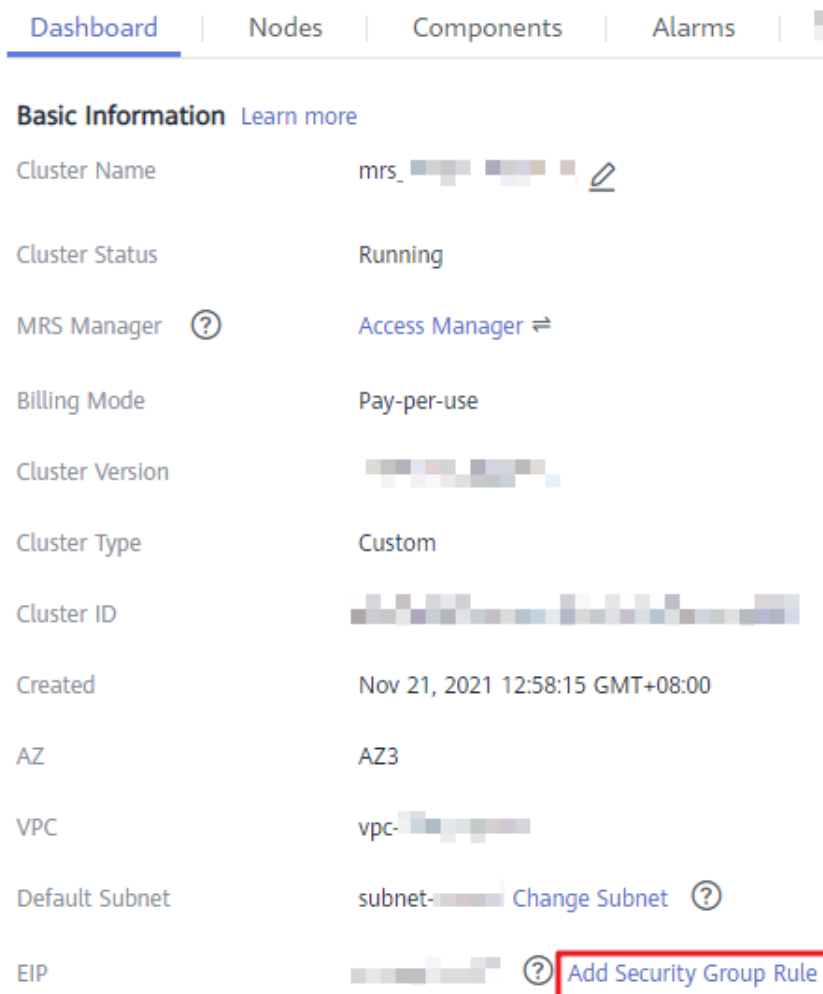 Dashboard Nodes Components Alarms
Basic Information Learn more
Cluster Name mrs_
Cluster Status Running
MRS Manager ? Access Manager ⇌
Billing Mode Pay-per-use
Cluster Version
Cluster Type Custom
Cluster ID
Created Nov 21, 2021 12:58:15 GMT+08:00
AZ AZ3
VPC vpc-
Default Subnet subnet- Change Subnet ?
EIP ? Add Security Group Rule